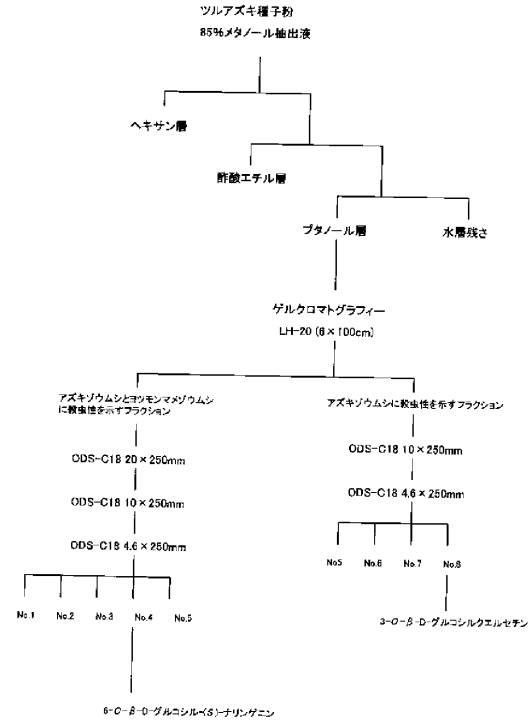 ツルアズキ種子粉
85%メタノール抽出液
ヘキサン層
酢酸エチル層
ブタノール層
水層残さ
ゲルクロマトグラフィー
LH-20 (6×100cm)
アズキゾウムシとヨツモンマメゾウムシ
に殺虫性を示すフラクション
アズキゾウムシに殺虫性を示すフラクション
ODS-C18 20×250mm
ODS-C18 10×250mm
ODS-C18 4.6×250mm
ODS-C18 10×250mm
ODS-C18 4.6×250mm
No.1 No.2 No.3 No.4 No.5
No5 No.6 No.7 No.8
3-O-β-D-グルコシルクエルセチン
6-C-β-D-グルコシル-(S)-ナリンゲニン